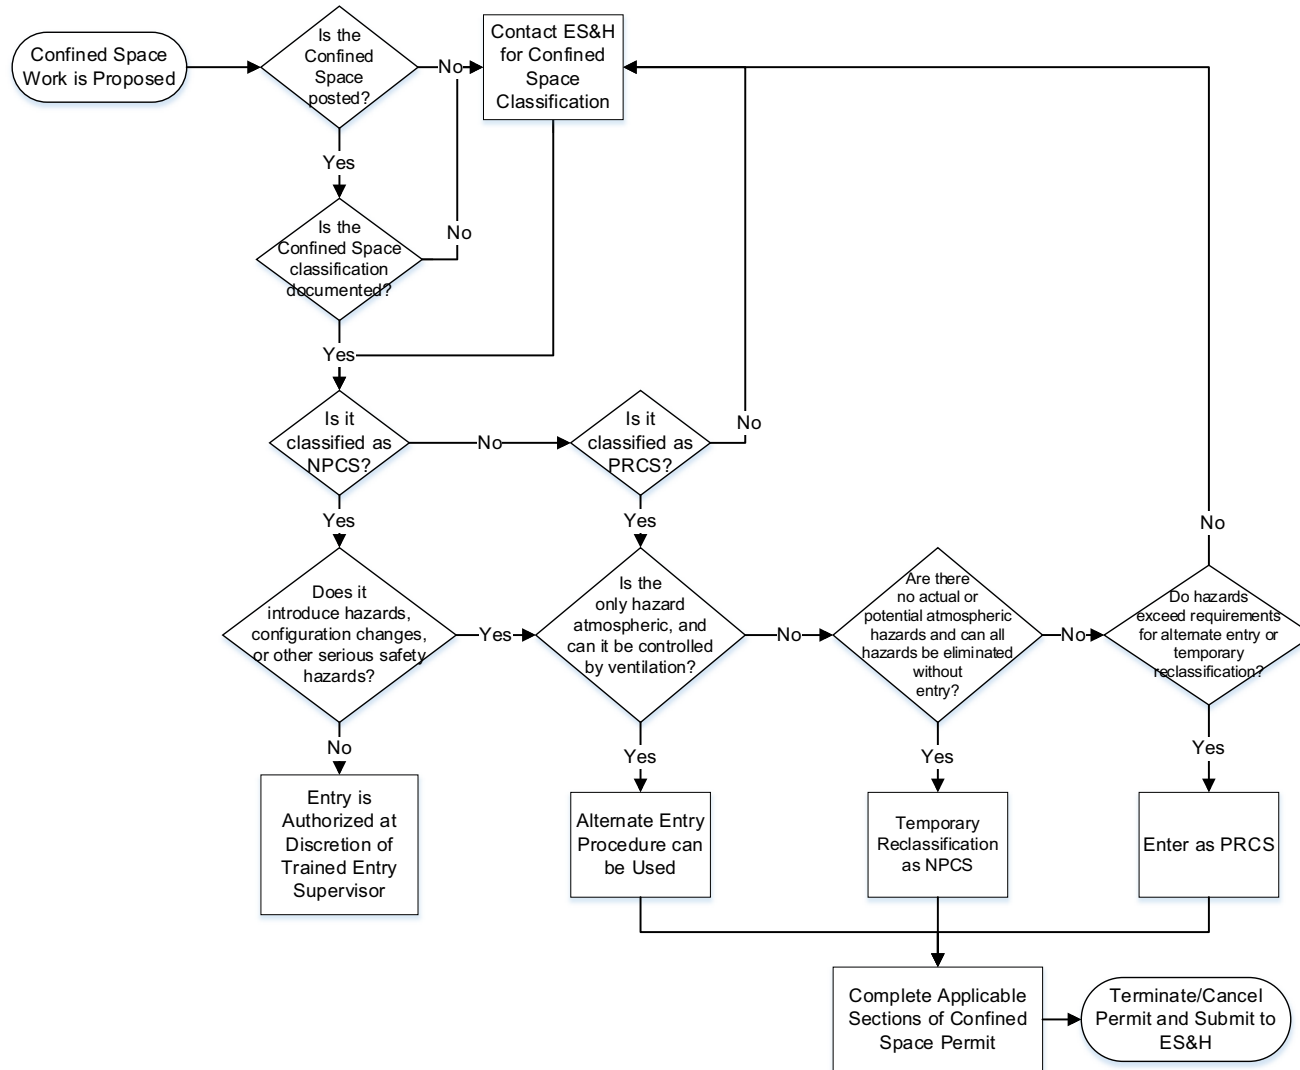 Confined Space
Work is Proposed
Is the
Confined
Space
posted?
No
Contact ES&H
for Confined
Space
Classification
Yes
Is the
Confined Space
classification
documented?
No
Yes
Is it
classified as
NPCS?
No
Is it
classified as
PRCS?
No
Yes
Yes
No
Does it
introduce hazards,
configuration changes,
or other serious safety
hazards?
Yes
Is the
only hazard
atmospheric, and
can it be controlled
by ventilation?
No
Are there
no actual or
potential atmospheric
hazards and can all
hazards be eliminated
without
entry?
No
Do hazards
exceed requirements
for alternate entry or
temporary
reclassification?
No
Yes
Yes
Yes
Entry is
Authorized at
Discretion of
Trained Entry
Supervisor
Alternate Entry
Procedure can
be Used
Temporary
Reclassification
as NPCS
Enter as PRCS
Complete Applicable
Sections of Confined
Space Permit
Terminate/Cancel
Permit and Submit to
ES&H